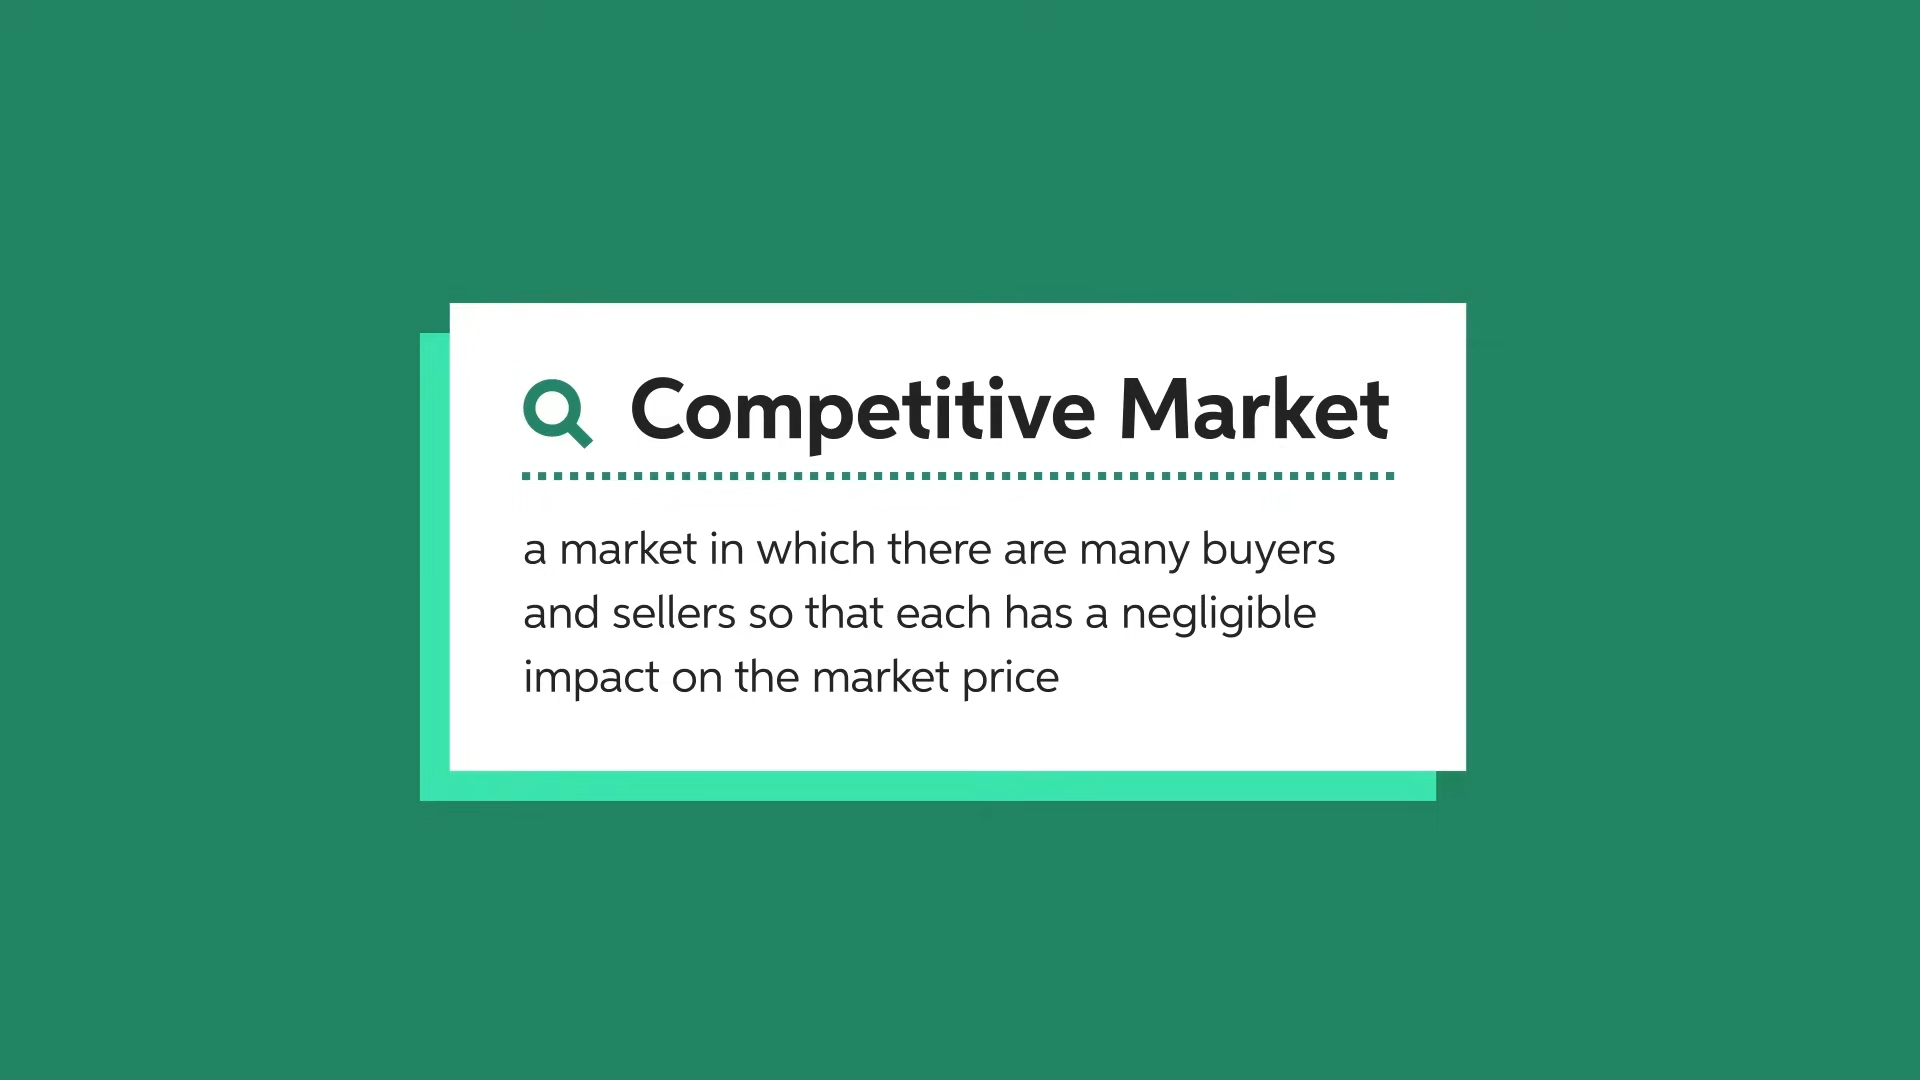 Competitive Market
a market in which there are many buyers
and sellers so that each has a negligible
impact on the market price